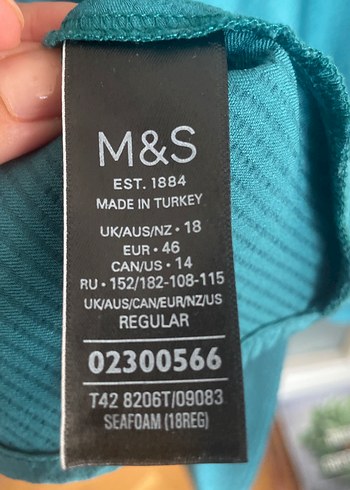 M&S
EST. 1884
MADE IN TURKEY
UK/AUS/NZ • 18
EUR • 46
CAN/US • 14
RU • 152/182-108-115
UK/AUS/CAN/EUR/NZ/US
REGULAR
02300566
T42 8206T/09083
SEAFOAM (18REG)